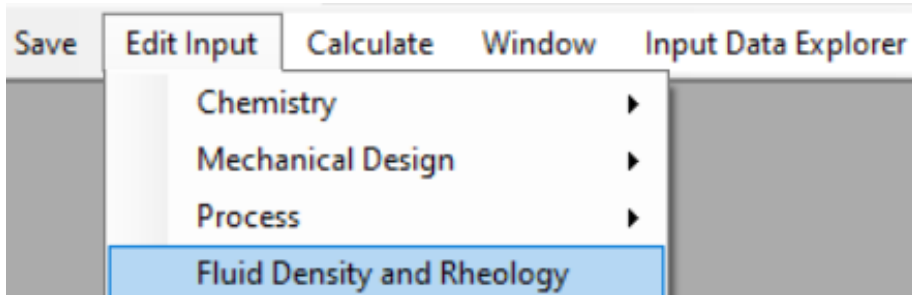 Save Edit Input Calculate Window Input Data Explorer
Chemistry
Mechanical Design
Process
Fluid Density and Rheology